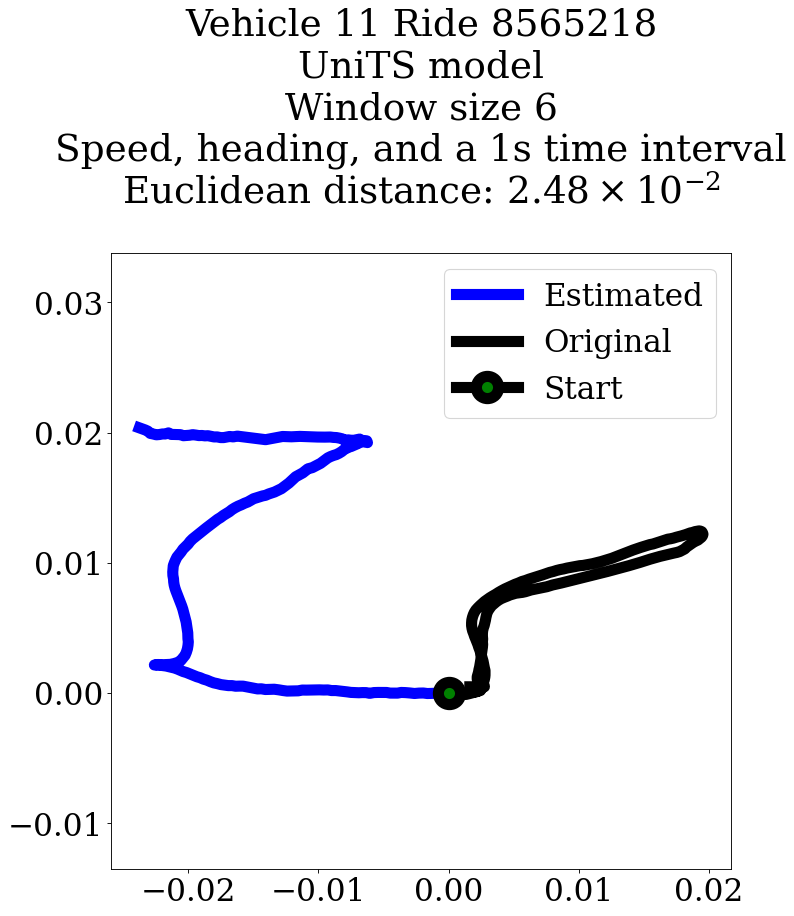 Vehicle 11 Ride 8565218
UniTS model
Window size 6
Speed, heading, and a 1s time interval
Euclidean distance: 2.48 × 10⁻²
Estimated
Original
Start
0.03
0.02
0.01
0.00
−0.01
−0.02 −0.01 0.00 0.01 0.02